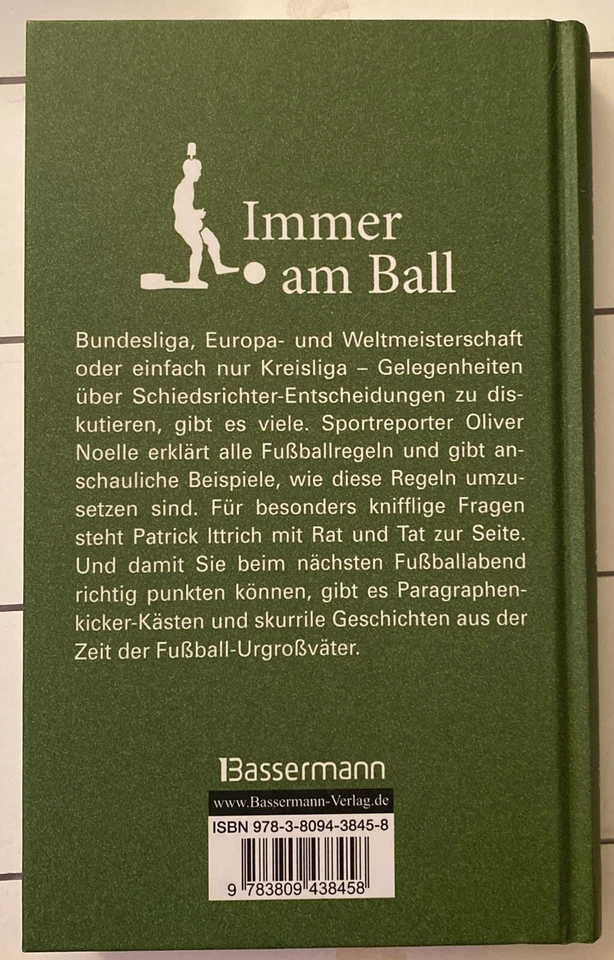 Immer
am Ball
Bundesliga, Europa- und Weltmeisterschaft
oder einfach nur Kreisliga – Gelegenheiten
über Schiedsrichter-Entscheidungen zu dis-
kutieren, gibt es viele. Sportreporter Oliver
Noelle erklärt alle Fußballregeln und gibt an-
schauliche Beispiele, wie diese Regeln umzu-
setzen sind. Für besonders knifflige Fragen
steht Patrick Ittrich mit Rat und Tat zur Seite.
Und damit Sie beim nächsten Fußballabend
richtig punkten können, gibt es Paragraphen-
kicker-Kästen und skurrile Geschichten aus der
Zeit der Fußball-Urgroßväter.
Bassermann
www.Bassermann-Verlag.de
ISBN 978-3-8094-3845-8
9 783809 438458